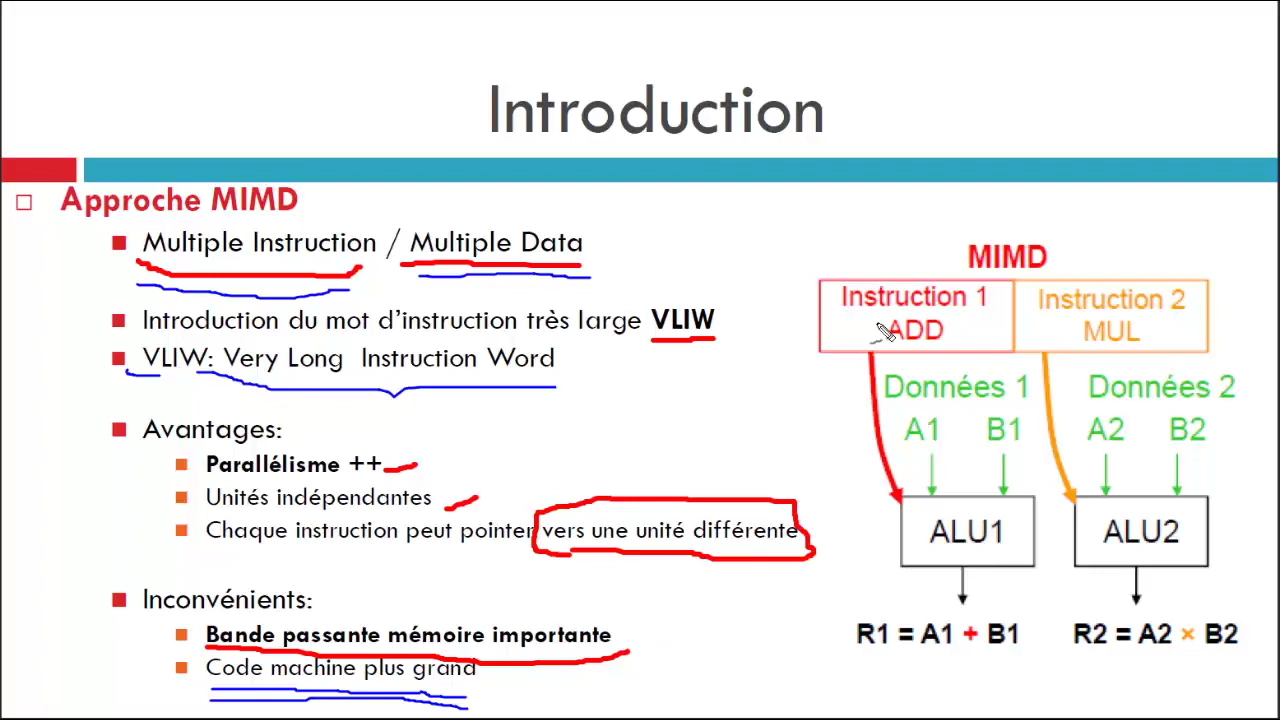 Introduction
Approche MIMD
Multiple Instruction / Multiple Data
Introduction du mot d'instruction très large VLIW
VLIW: Very Long Instruction Word
Avantages:
Parallélisme ++
Unités indépendantes
Chaque instruction peut pointer vers une unité différente
Inconvénients:
Bande passante mémoire importante
Code machine plus grand
MIMD
Instruction 1 Instruction 2
ADD MUL
Données 1 Données 2
A1 B1 A2 B2
ALU1 ALU2
R1 = A1 + B1 R2 = A2 × B2